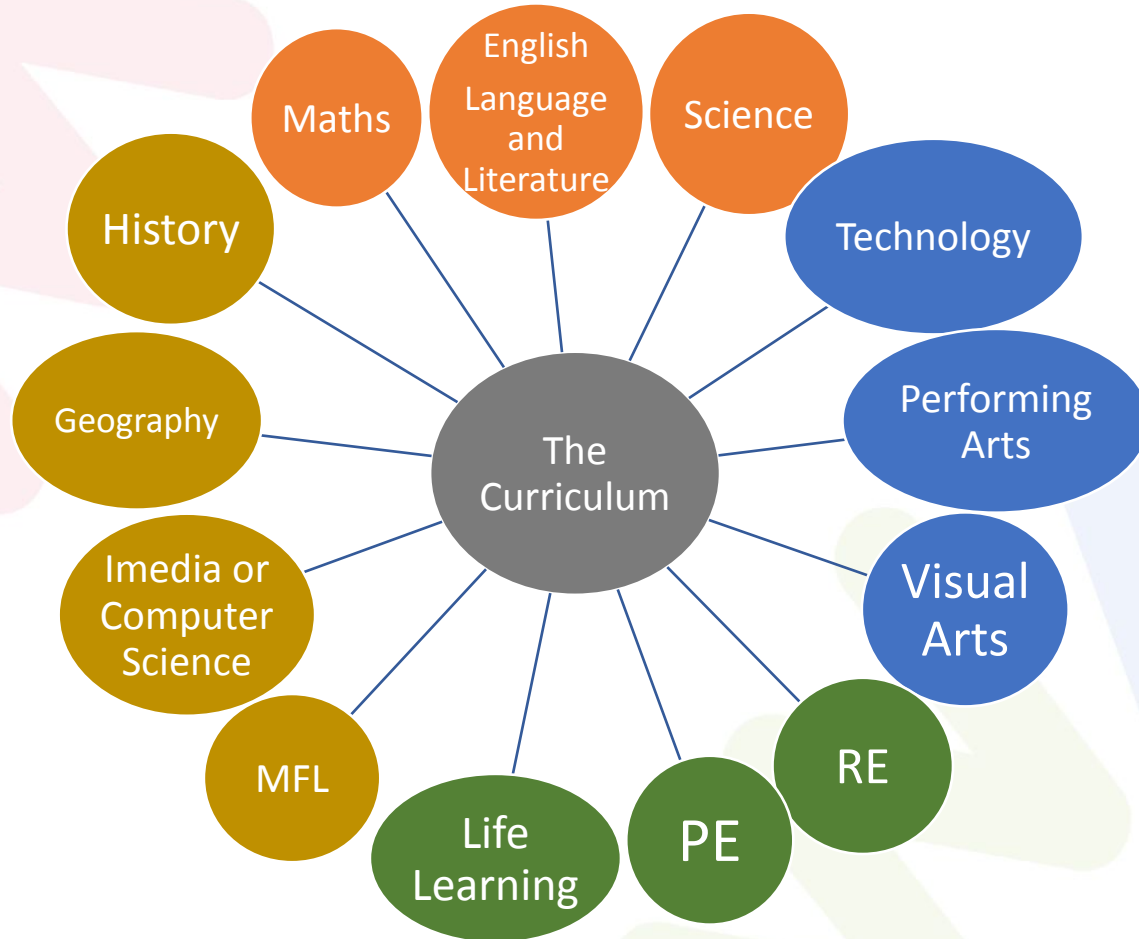 The
Curriculum
English
Language
and
Literature
Science
Technology
Performing
Arts
Visual
Arts
RE
PE
Life
Learning
MFL
Imedia or
Computer
Science
Geography
History
Maths